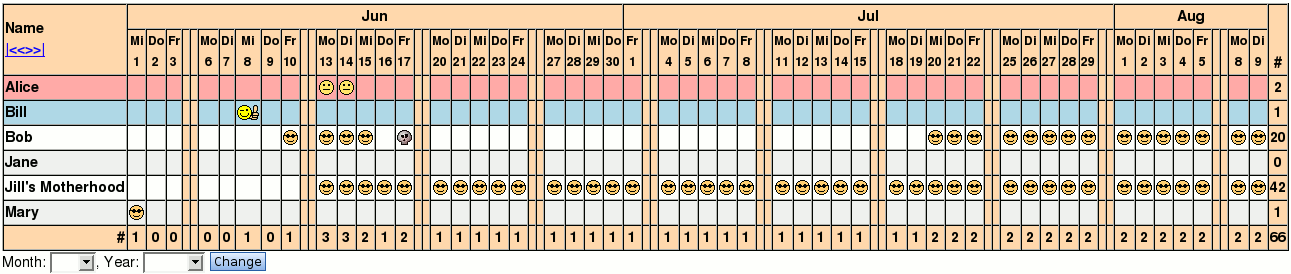 Name Jun Jul Aug
|<<>>| Mi Do Fr Mo Di Mi Do Fr Mo Di Mi Do Fr Mo Di Mi Do Fr Mo Di Mi Do Fr Mo Di Mi Do Fr Mo Di Mi Do Fr Mo Di Mi Do Fr Mo Di Mi Do Fr Mo Di Mi Do Fr Mo Di
1 2 3 6 7 8 9 10 13 14 15 16 17 20 21 22 23 24 27 28 29 30 1 4 5 6 7 8 11 12 13 14 15 18 19 20 21 22 25 26 27 28 29 1 2 3 4 5 8 9 #
Alice 2
Bill 1
Bob 20
Jane 0
Jill's Motherhood 42
Mary 1
# 1 0 0 0 0 1 0 1 3 3 2 1 2 1 1 1 1 1 1 1 1 1 1 1 1 1 1 1 1 1 1 1 1 1 1 2 2 2 2 2 2 2 2 2 2 2 2 2 2 2 66
Month: , Year: Change